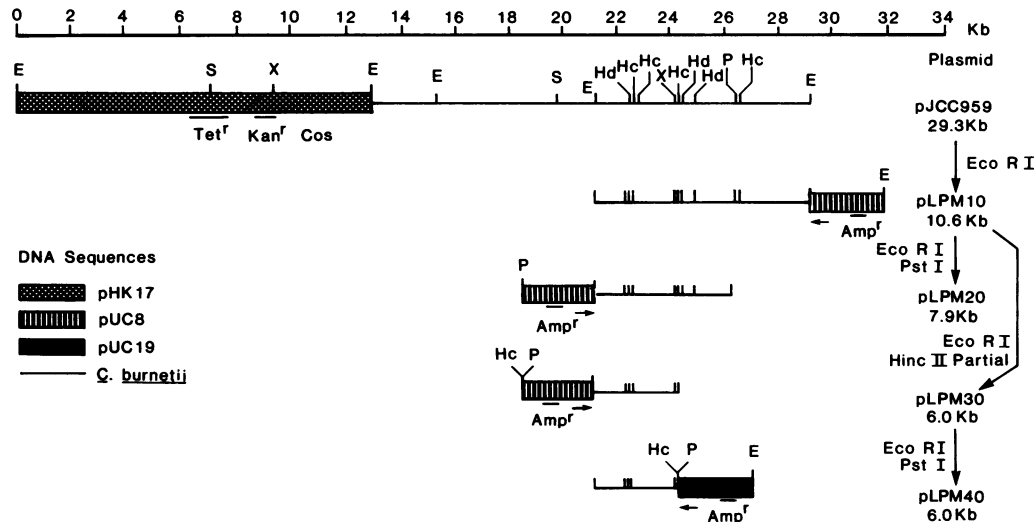 0 2 4 6 8 10 12 14 16 18 20 22 24 26 28 30 32 34 Kb
E S X E E S E Hd Hc Hc X Hc Hd Hd P Hc E
Plasmid
Tetʳ Kanʳ Cos
pJCC959
29.3Kb
Eco R I
E
Ampʳ
pLPM10
10.6 Kb
Eco R I
Pst I
DNA Sequences
pHK17
pUC8
pUC19
C. burnetii
P
Ampʳ
pLPM20
7.9Kb
Eco R I
Hinc II Partial
Hc P
Ampʳ
pLPM30
6.0 Kb
Eco R I
Pst I
Hc P E
Ampʳ
pLPM40
6.0 Kb